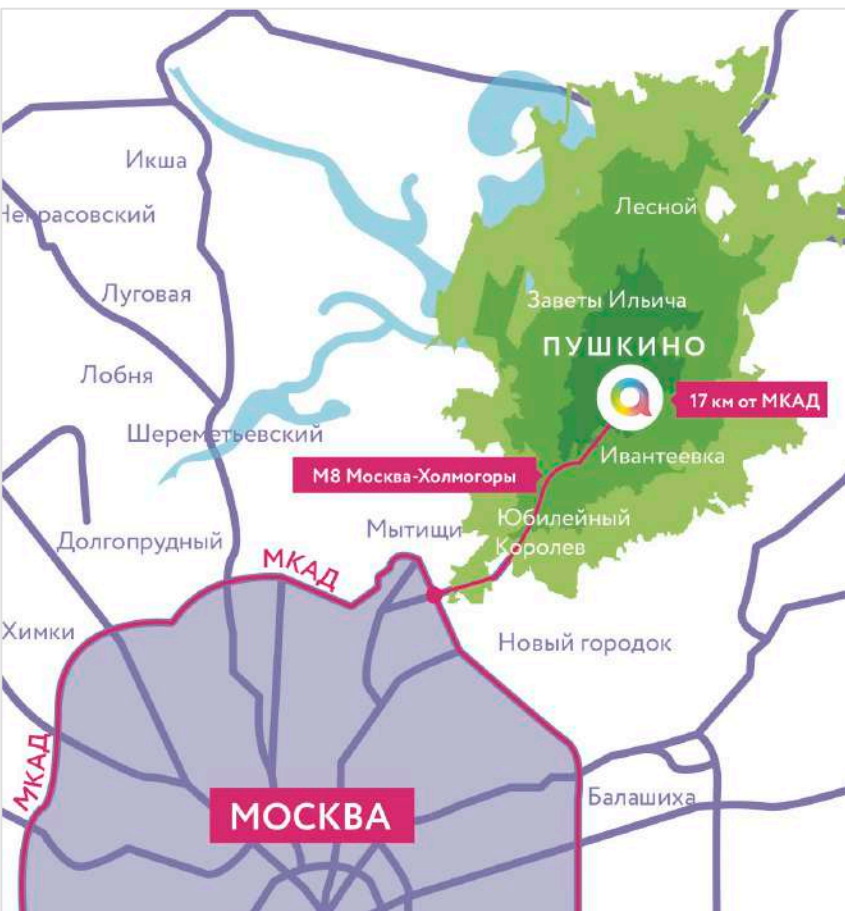 Икша
Некрасовский
Лесной
Луговая
Заветы Ильича
ПУШКИНО
Лобня
17 км от МКАД
Шереметьевский
Ивантеевка
М8 Москва-Холмогоры
Юбилейный
Мытищи
Долгопрудный
Королев
МКАД
Химки
Новый городок
МКАД
Балашиха
МОСКВА